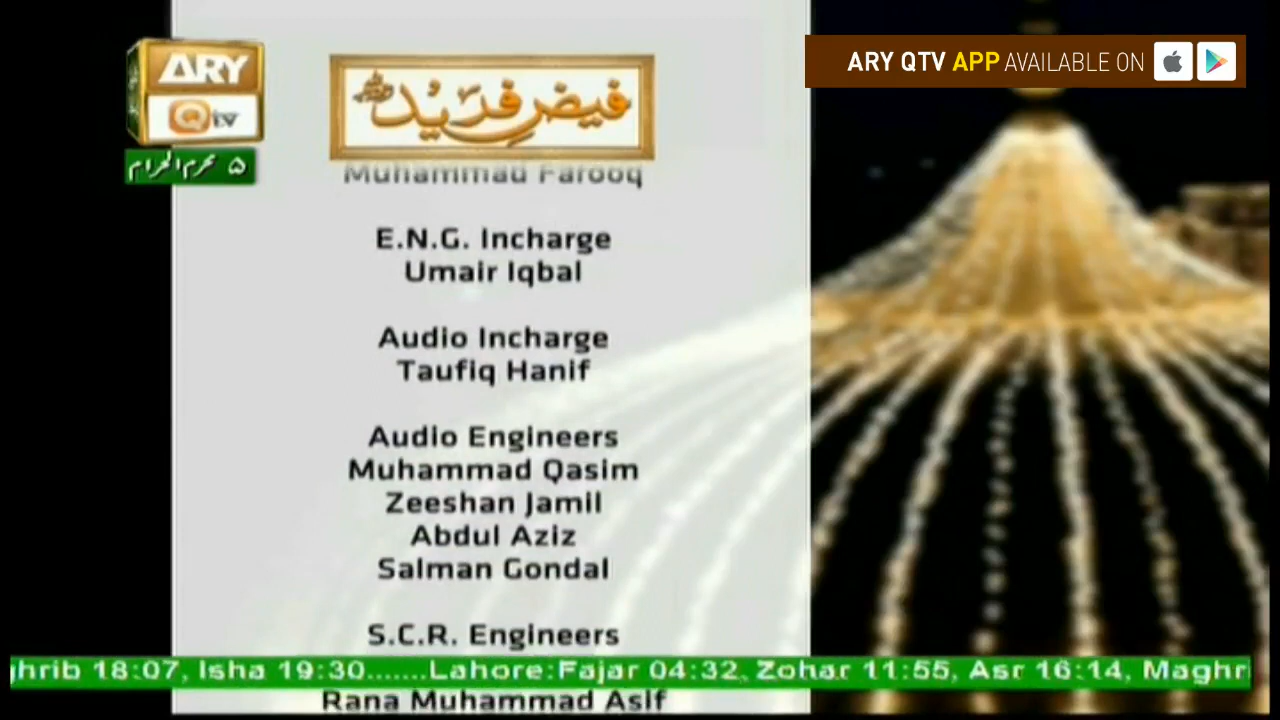 ARY
Qtv
۵ محرم الحرام
فیضِ فرید
ARY QTV APP AVAILABLE ON
Muhammad Farooq
E.N.G. Incharge
Umair Iqbal
Audio Incharge
Taufiq Hanif
Audio Engineers
Muhammad Qasim
Zeeshan Jamil
Abdul Aziz
Salman Gondal
S.C.R. Engineers
ghrib 18:07, Isha 19:30.......Lahore:Fajar 04:32, Zohar 11:55, Asr 16:14, Maghr
Rana Muhammad Asif